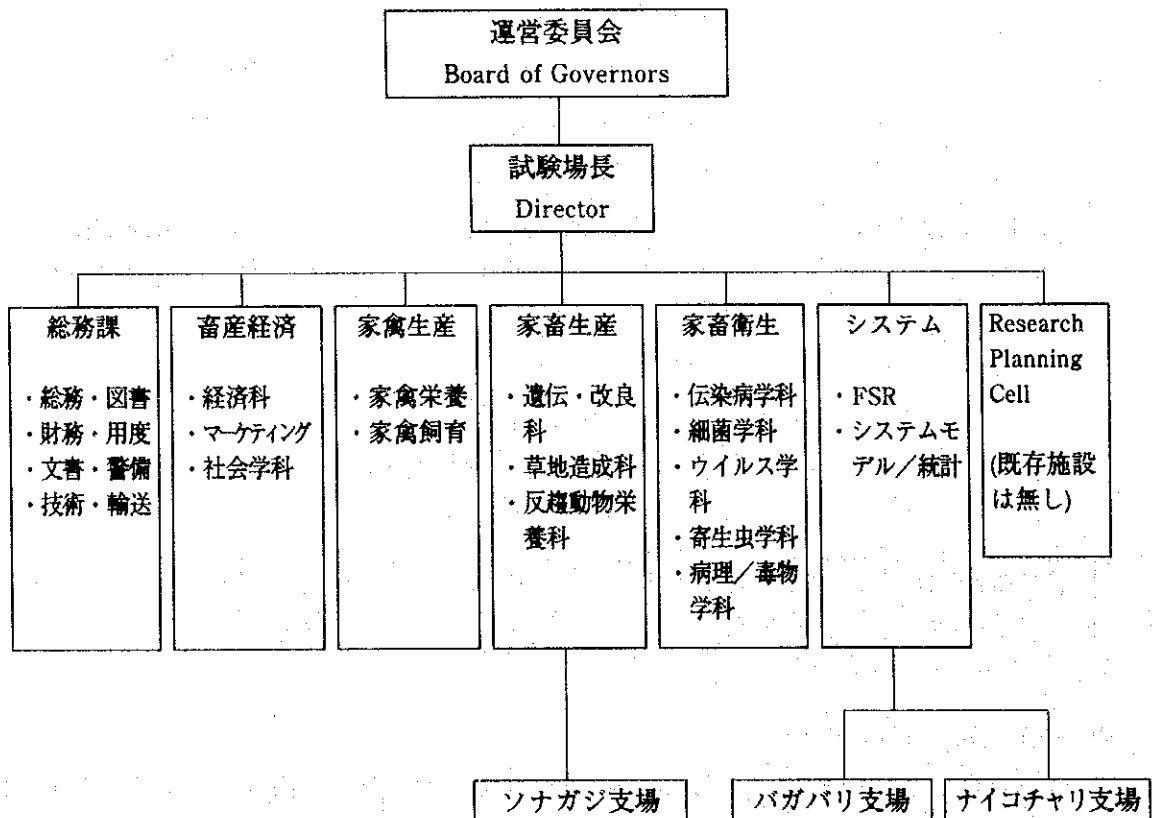 運営委員会
Board of Governors
試験場長
Director
総務課
・総務・図書
・財務・用度
・文書・警備
・技術・輸送
畜産経済
・経済科
・マーケティング
・社会学科
家禽生産
・家禽栄養
・家禽飼育
家畜生産
・遺伝・改良
科
・草地造成科
・反趨動物栄
養科
家畜衛生
・伝染病学科
・細菌学科
・ウイルス学
科
・寄生虫学科
・病理／毒物
学科
システム
・FSR
・システムモ
デル／統計
Research
Planning
Cell
(既存施設
は無し)
ソナガジ支場
バガバリ支場
ナイコチャリ支場